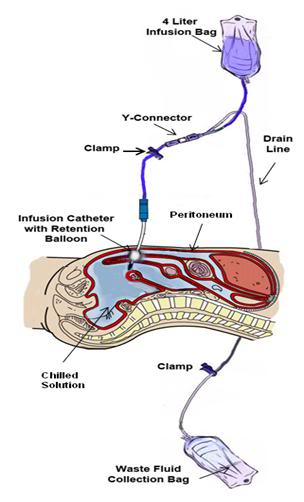 4 Liter
Infusion Bag
Y-Connector
Clamp
Drain
Line
Infusion Catheter
with Retention
Balloon
Peritoneum
Chilled
Solution
Clamp
Waste Fluid
Collection Bag